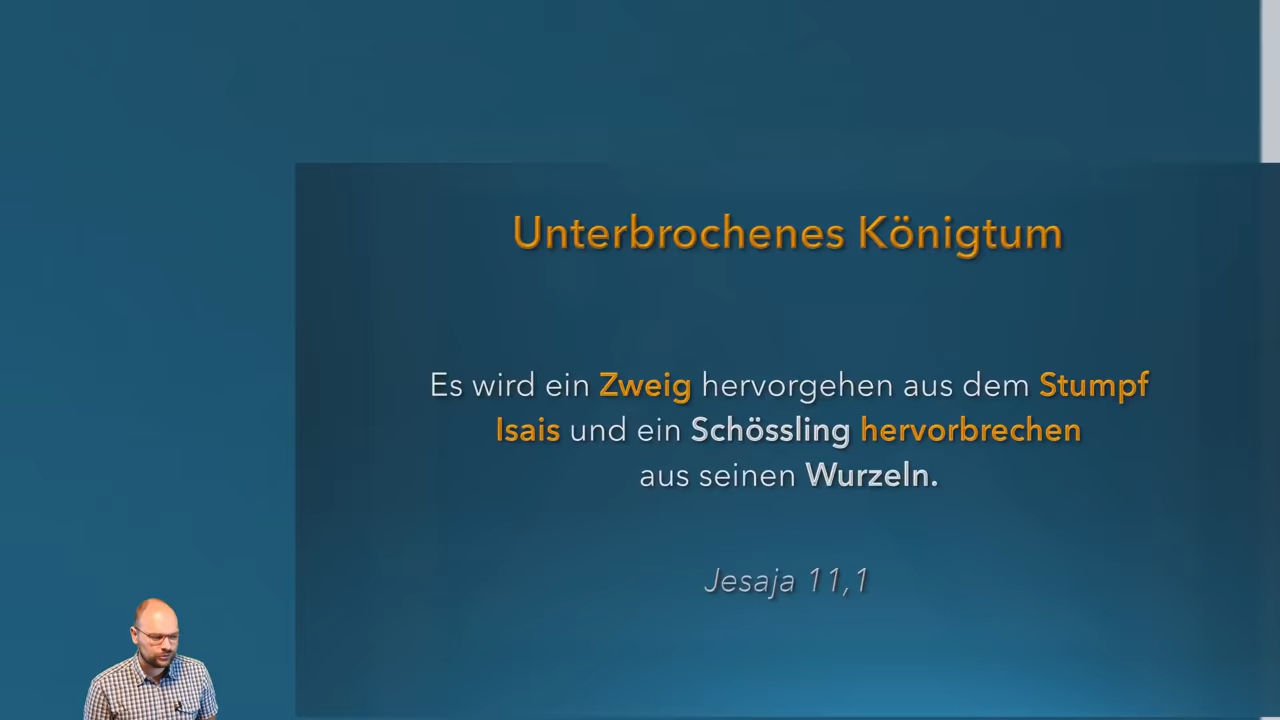 Unterbrochenes Königtum
Es wird ein Zweig hervorgehen aus dem Stumpf
Isais und ein Schössling hervorbrechen
aus seinen Wurzeln.
Jesaja 11,1